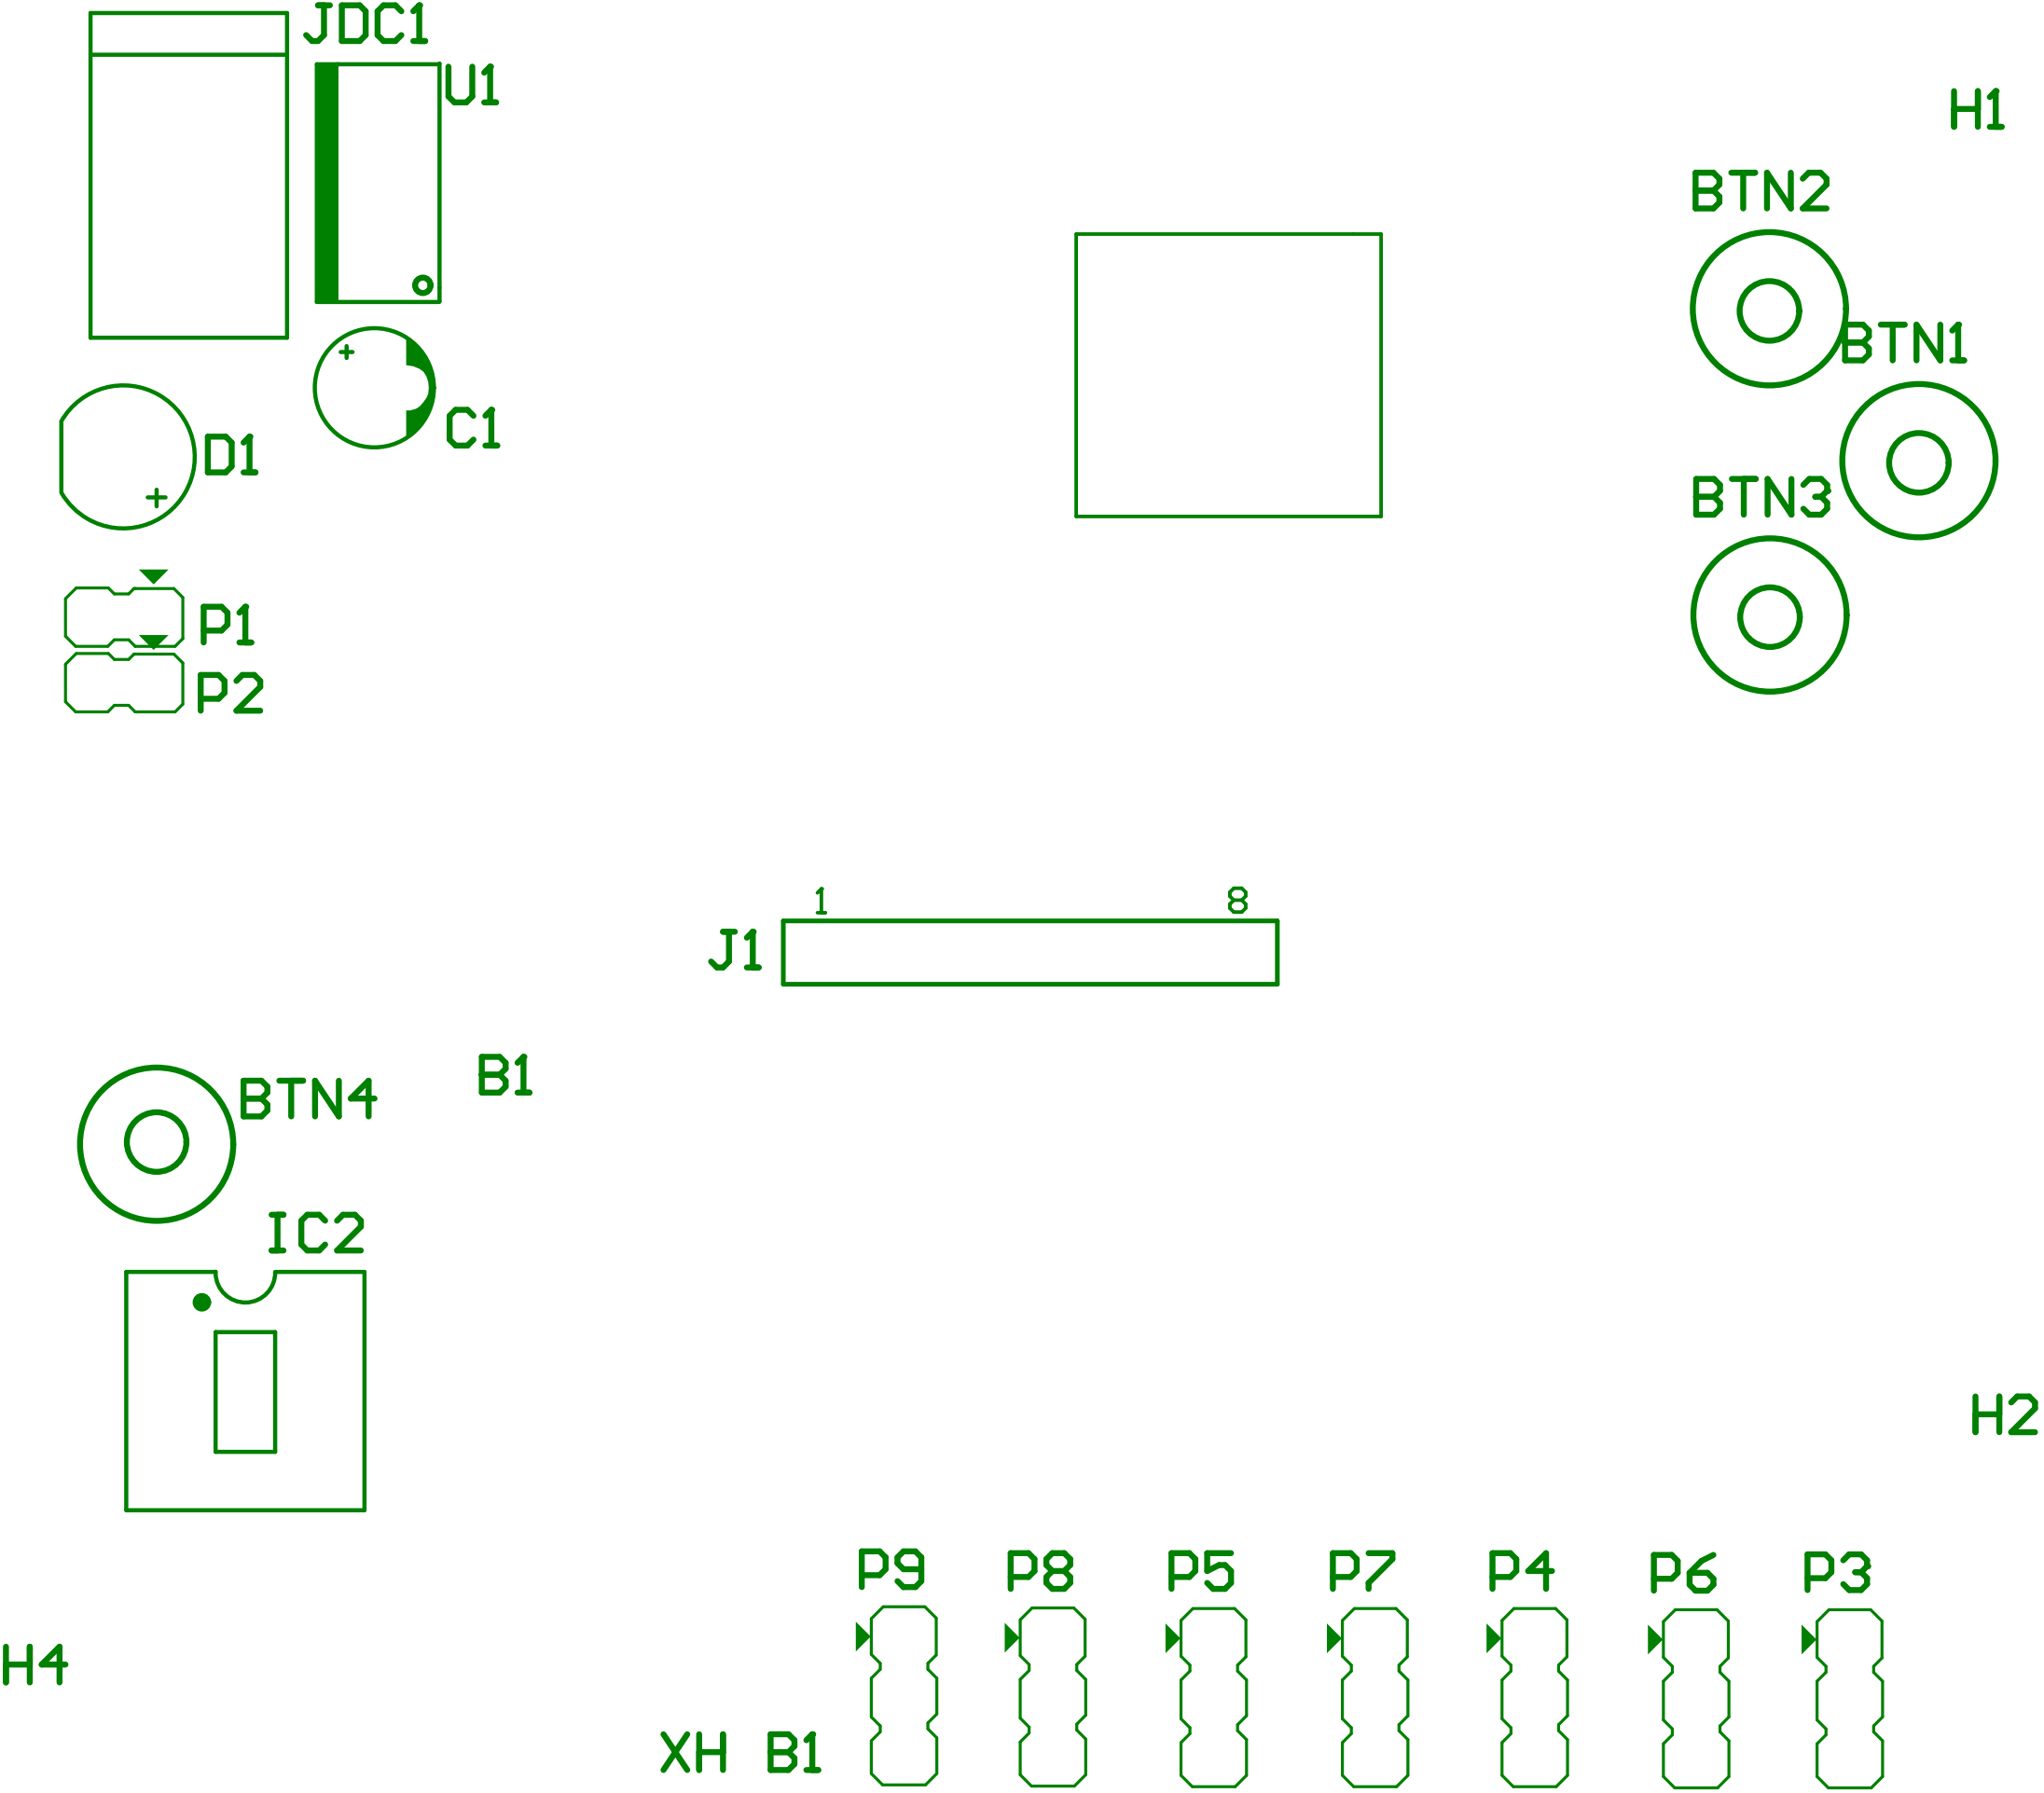 JDC1
U1
H1
BTN2
BTN1
C1
D1
BTN3
P1
P2
1 8
J1
B1
BTN4
IC2
H2
P9 P8 P5 P7 P4 P6 P3
H4
XH B1